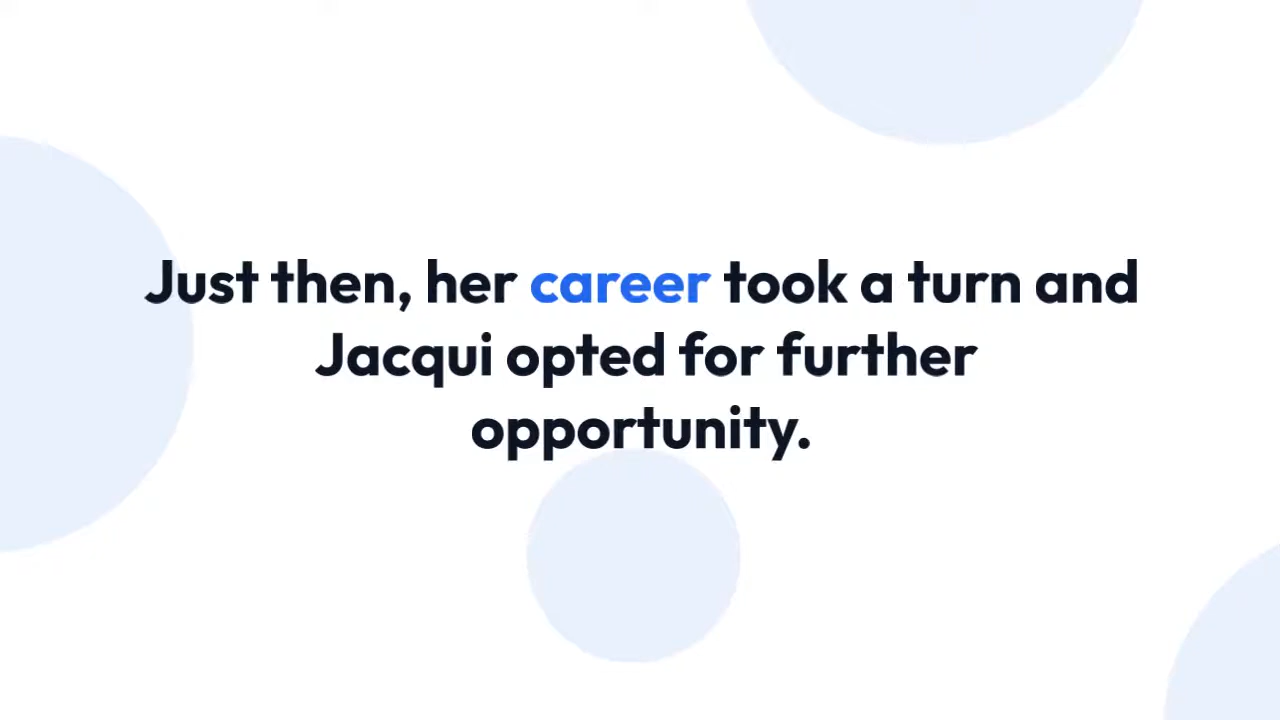 Just then, her career took a turn and
Jacqui opted for further
opportunity.